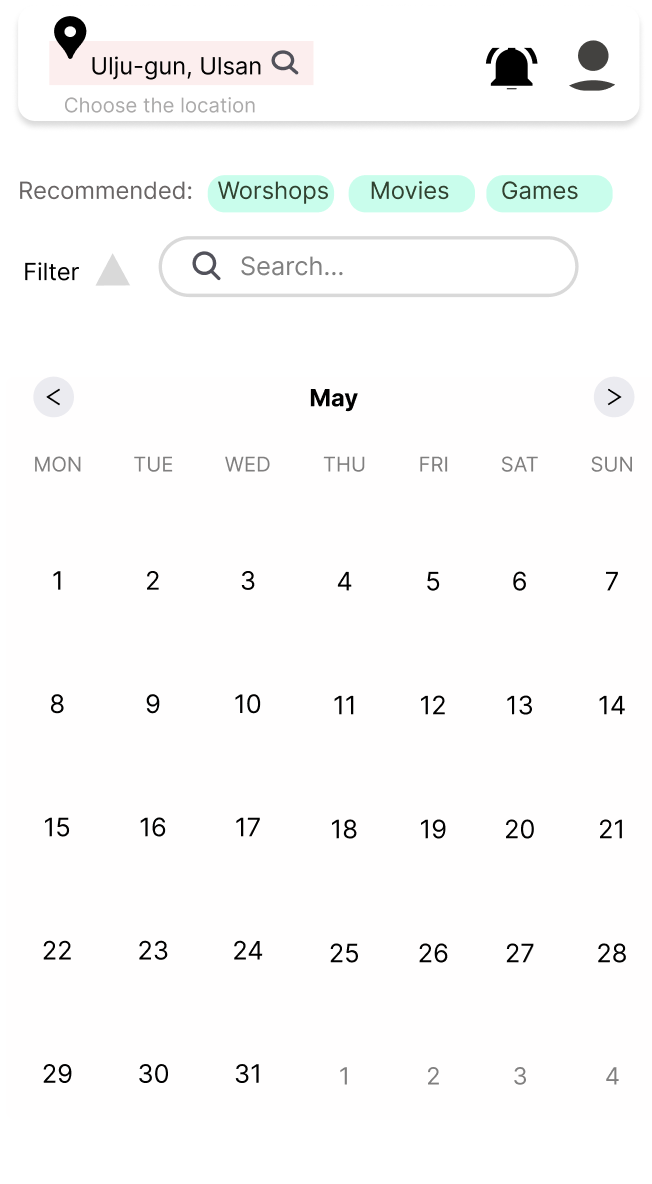 Ulju-gun, Ulsan
Choose the location
Recommended: Worshops Movies Games
Filter Search...
< May >
MON TUE WED THU FRI SAT SUN
1 2 3 4 5 6 7
8 9 10 11 12 13 14
15 16 17 18 19 20 21
22 23 24 25 26 27 28
29 30 31 1 2 3 4